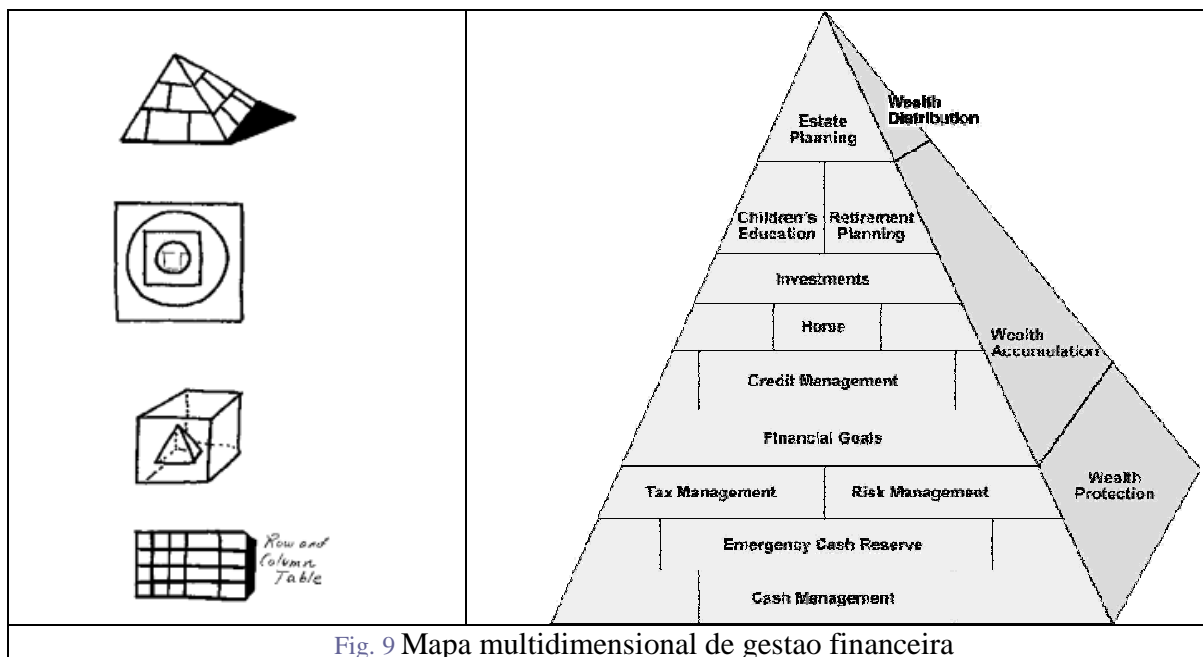 Row and
Column
Table
Wealth
Distribution
Estate
Planning
Children's
Education
Retirement
Planning
Investments
Home
Wealth
Accumulation
Credit Management
Financial Goals
Tax Management
Risk Management
Wealth
Protection
Emergency Cash Reserve
Cash Management
Fig. 9 Mapa multidimensional de gestao financeira